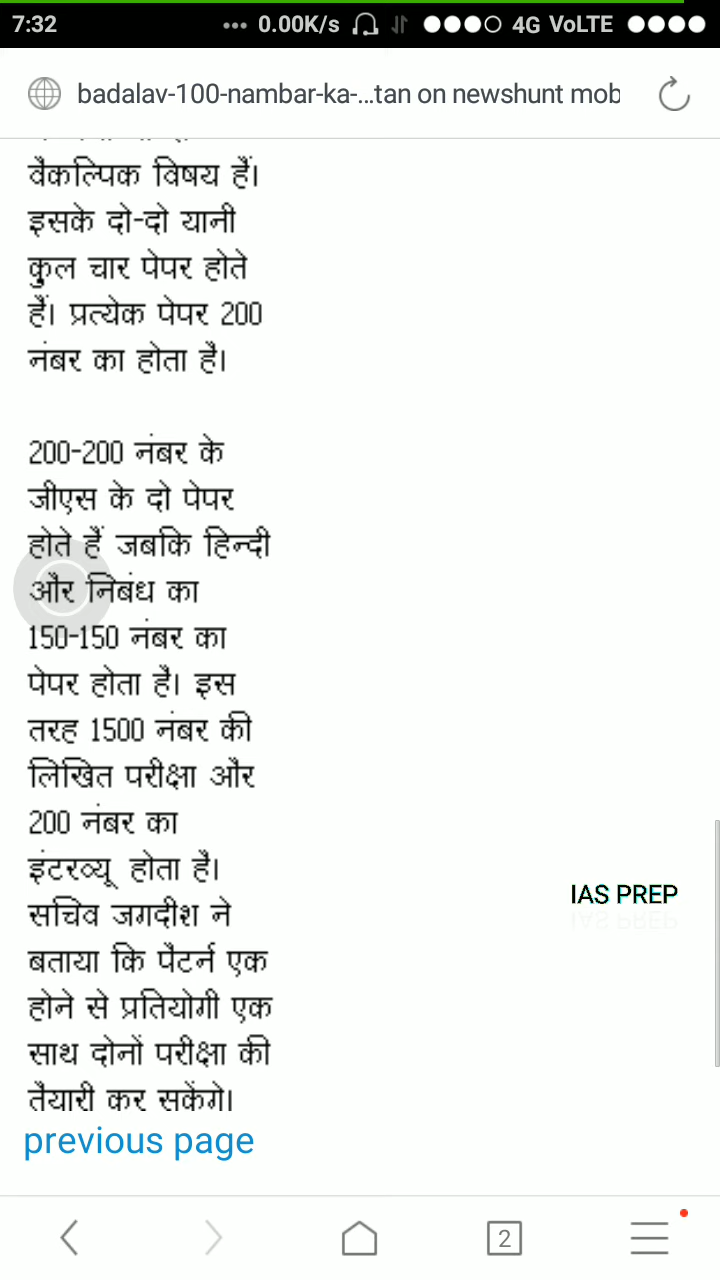 7:32 ... 0.00K/s 4G VoLTE
badalav-100-nambar-ka-...tan on newshunt mob
वैकल्पिक विषय हैं।
इसके दो-दो यानी
कुल चार पेपर होते
हैं। प्रत्येक पेपर 200
नंबर का होता है।
200-200 नंबर के
जीएस के दो पेपर
होते हैं जबकि हिन्दी
और निबंध का
150-150 नंबर का
पेपर होता है। इस
तरह 1500 नंबर की
लिखित परीक्षा और
200 नंबर का
इंटरव्यू होता है।
सचिव जगदीश ने
बताया कि पैटर्न एक
होने से प्रतियोगी एक
साथ दोनों परीक्षा की
तैयारी कर सकेंगे।
IAS PREP
previous page
2